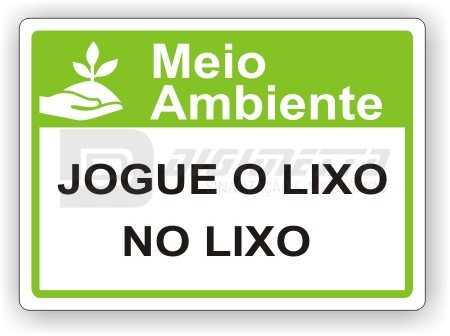 Meio
Ambiente
JOGUE O LIXO
NO LIXO